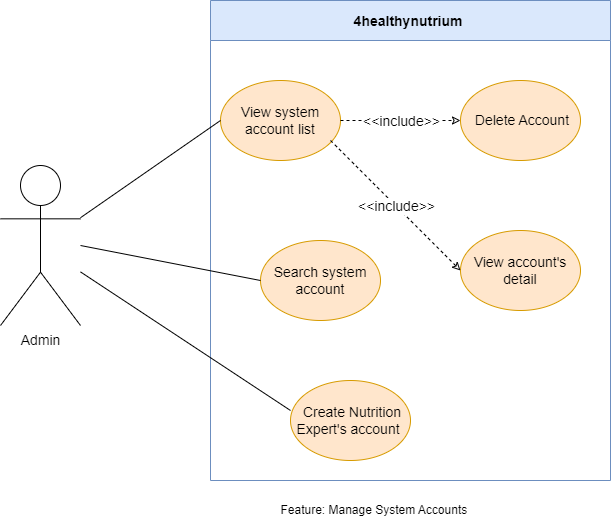 4healthynutrium
View system
account list
<<include>>
Delete Account
<<include>>
View account's
detail
Search system
account
Admin
Create Nutrition
Expert's account
Feature: Manage System Accounts